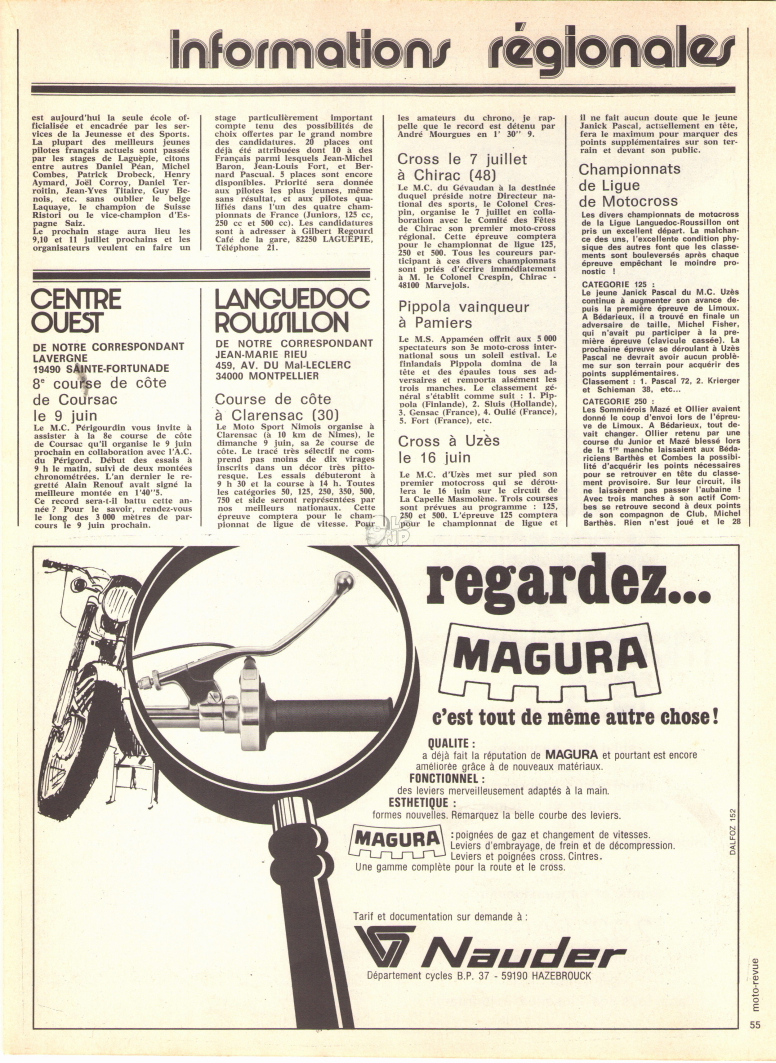 informations régionales
est aujourd'hui la seule école of-
ficialisée et encadrée par les ser-
vices de la Jeunesse et des Sports.
La plupart des meilleurs jeunes
pilotes français actuels sont passés
par les stages de Laguépie, citons
entre autres Daniel Péan, Michel
Combes, Patrick Drobeck, Henry
Aymard, Joël Corroy, Daniel Ter-
roitin, Jean-Yves Titaire, Guy Be-
nois, etc. sans oublier le belge
Laquaye, le champion de Suisse
Ristori ou le vice-champion d'Es-
pagne Saiz.
Le prochain stage aura lieu les
9,10 et 11 juillet prochains et les
organisateurs veulent en faire un
stage particulièrement important
compte tenu des possibilités de
choix offertes par le grand nombre
des candidatures. 20 places ont
déjà été attribuées dont 10 à des
Français parmi lesquels Jean-Michel
Baron, Jean-Louis Fort, et Ber-
nard Pascual. 5 places sont encore
disponibles. Priorité sera donnée
aux pilotes les plus jeunes, même
sans résultat, et aux pilotes qua-
lifiés dans l'un des quatre cham-
pionnats de France (Juniors, 125 cc,
250 cc et 500 cc). Les candidatures
sont à adresser à Gilbert Regourd
Café de la gare, 82250 LAGUÉPIE,
Téléphone 21.
CENTRE
OUEST
DE NOTRE CORRESPONDANT
LAVERGNE
19490 SAINTE-FORTUNADE
8e course de côte
de Coursac
le 9 juin
Le M.C. Périgourdin vous invite à
assister à la 8e course de côte
de Coursac qu'il organise le 9 juin
prochain en collaboration avec l'A.C.
du Périgord. Début des essais à
9 h le matin, suivi de deux montées
chronométrées. L'an dernier le re-
gretté Alain Renouf avait signé la
meilleure montée en 1'40''5.
Ce record sera-t-il battu cette an-
née ? Pour le savoir, rendez-vous
le long des 3 000 mètres de par-
cours le 9 juin prochain.
LANGUEDOC
ROUSSILLON
DE NOTRE CORRESPONDANT
JEAN-MARIE RIEU
459, AV. DU Mal-LECLERC
34000 MONTPELLIER
Course de côte
à Clarensac (30)
Le Moto Sport Nimois organise à
Clarensac (à 10 km de Nimes), le
dimanche 9 juin, sa 2e course de
côte. Le tracé très sélectif ne com-
prend pas moins de dix virages
inscrits dans un décor très pitto-
resque. Les essais débuteront à
9 h 30 et la course à 14 h. Toutes
les catégories 50, 125, 250, 350, 500,
750 et side seront représentées par
nos meilleurs nationaux. Cette
épreuve comptera pour le cham-
pionnat de ligue de vitesse. Pour
les amateurs du chrono, je rap-
pelle que le record est détenu par
André Mourgues en 1' 30'' 9.
Cross le 7 juillet
à Chirac (48)
Le M.C. du Gévaudan à la destinée
duquel préside notre Directeur na-
tional des sports, le Colonel Cres-
pin, organise le 7 juillet en colla-
boration avec le Comité des Fêtes
de Chirac son premier moto-cross
régional. Cette épreuve comptera
pour le championnat de ligue 125,
250 et 500. Tous les coureurs par-
ticipant à ces divers championnats
sont priés d'écrire immédiatement
à M. le Colonel Crespin, Chirac -
48100 Marvejols.
Pippola vainqueur
à Pamiers
Le M.S. Appaméen offrit aux 5 000
spectateurs son 3e moto-cross inter-
national sous un soleil estival. Le
finlandais Pippola domina de la
tête et des épaules tous ses ad-
versaires et remporta aisément les
trois manches. Le classement gé-
néral s'établit comme suit : 1. Pip-
pola (Finlande), 2. Sluis (Hollande),
3. Gensac (France), 4. Oulié (France),
5. Fort (France), etc.
Cross à Uzès
le 16 juin
Le M.C. d'Uzès met sur pied son
premier motocross qui se dérou-
lera le 16 juin sur le circuit de
La Capelle Masmolène. Trois courses
sont prévues au programme : 125,
250 et 500. L'épreuve 125 comptera
pour le championnat de ligue et
il ne fait aucun doute que le jeune
Janick Pascal, actuellement en tête,
fera le maximum pour marquer des
points supplémentaires sur son ter-
rain et devant son public.
Championnats
de Ligue
de Motocross
Les divers championnats de motocross
de la Ligue Languedoc-Roussillon ont
pris un excellent départ. La malchan-
ce des uns, l'excellente condition phy-
sique des autres font que les classe-
ments sont bouleversés après chaque
épreuve empêchant le moindre pro-
nostic !
CATEGORIE 125 :
Le jeune Janick Pascal du M.C. Uzès
continue à augmenter son avance de-
puis la première épreuve de Limoux.
A Bédarieux, il a trouvé en finale un
adversaire de taille, Michel Fisher,
qui n'avait pu participer à la pre-
mière épreuve (clavicule cassée). La
prochaine épreuve se déroulant à Uzès
Pascal ne devrait avoir aucun problè-
me sur son terrain pour acquérir des
points supplémentaires.
Classement : 1. Pascal 72, 2. Krierger
et Schieman 38, etc...
CATEGORIE 250 :
Les Sommiérois Mazé et Ollier avaient
donné le coup d'envoi lors de l'épreu-
ve de Limoux. A Bédarieux, tout de-
vait changer. Ollier retenu par une
course du Junior et Mazé blessé lors
de la 1re manche laissaient aux Béda-
riciens Barthès et Combes la possibi-
lité d'acquérir les points nécessaires
pour se retrouver en tête du classe-
ment provisoire. Sur leur circuit, ils
ne laissèrent pas passer l'aubaine !
Avec trois manches à son actif Com-
bes se retrouve second à deux points
de son compagnon de Club, Michel
Barthès. Rien n'est joué et le 28
regardez...
MAGURA
c'est tout de même autre chose!
QUALITE :
a déjà fait la réputation de MAGURA et pourtant est encore
améliorée grâce à de nouveaux matériaux.
FONCTIONNEL :
des leviers merveilleusement adaptés à la main.
ESTHETIQUE :
formes nouvelles. Remarquez la belle courbe des leviers.
MAGURA : poignées de gaz et changement de vitesses.
Leviers d'embrayage, de frein et de décompression.
Leviers et poignées cross. Cintres.
Une gamme complète pour la route et le cross.
Tarif et documentation sur demande à :
Nauder
Département cycles B.P. 37 - 59190 HAZEBROUCK
DALFOZ 152
moto-revue
55